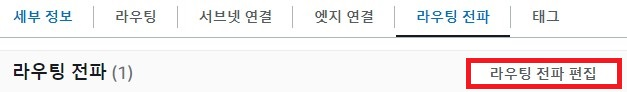 세부 정보 라우팅 서브넷 연결 엣지 연결 라우팅 전파 태그
라우팅 전파 (1) 라우팅 전파 편집